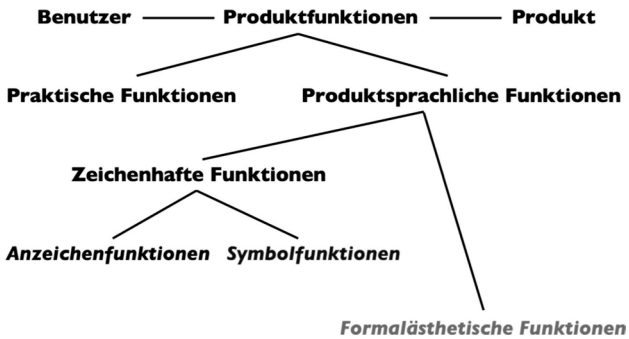 Benutzer Produktfunktionen Produkt
Praktische Funktionen Produktsprachliche Funktionen
Zeichenhafte Funktionen
Anzeichenfunktionen Symbolfunktionen
Formalästhetische Funktionen